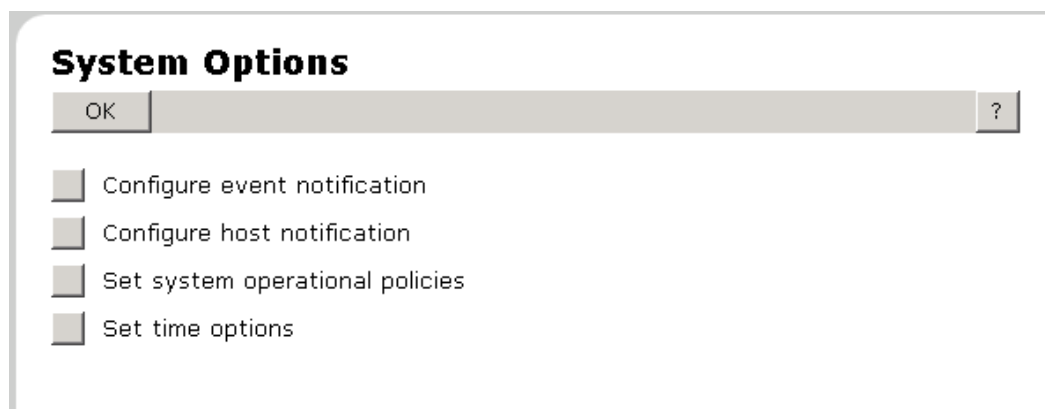 System Options
OK ?
Configure event notification
Configure host notification
Set system operational policies
Set time options